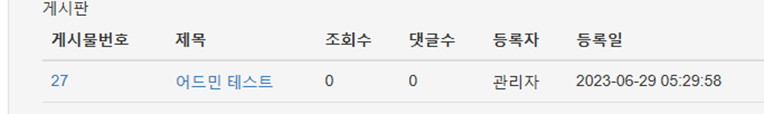 게시판
게시물번호 제목 조회수 댓글수 등록자 등록일
27 어드민 테스트 0 0 관리자 2023-06-29 05:29:58